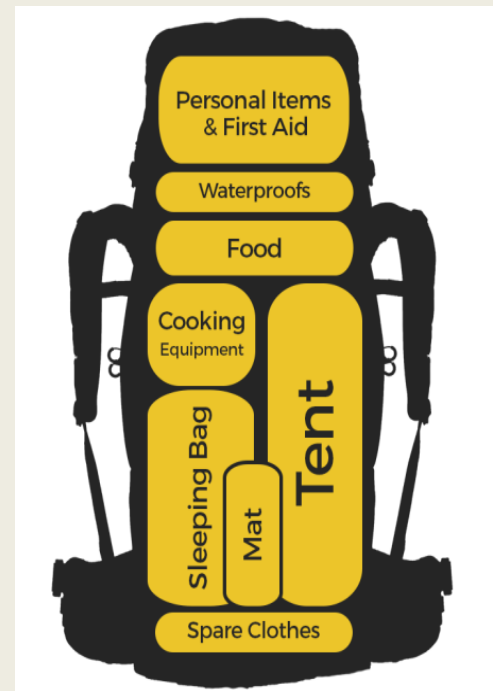 Personal Items
& First Aid
Waterproofs
Food
Cooking
Equipment
Tent
Sleeping Bag
Mat
Spare Clothes